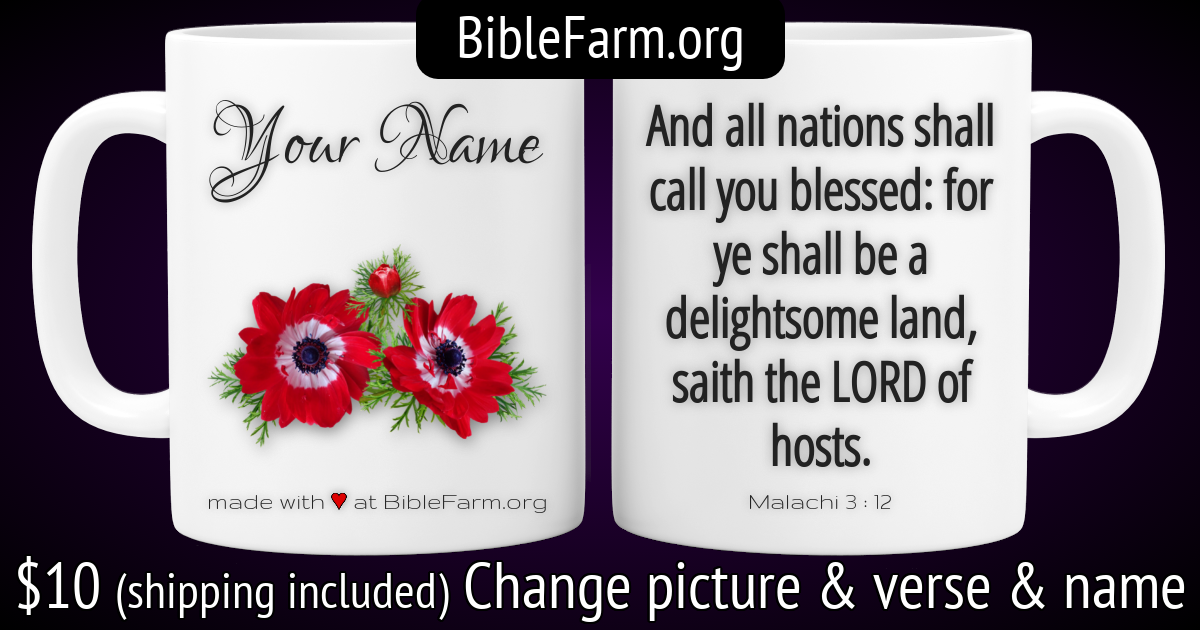 BibleFarm.org
Your Name
made with ♥ at BibleFarm.org
And all nations shall
call you blessed: for
ye shall be a
delightsome land,
saith the LORD of
hosts.
Malachi 3 : 12
$10 (shipping included) Change picture & verse & name